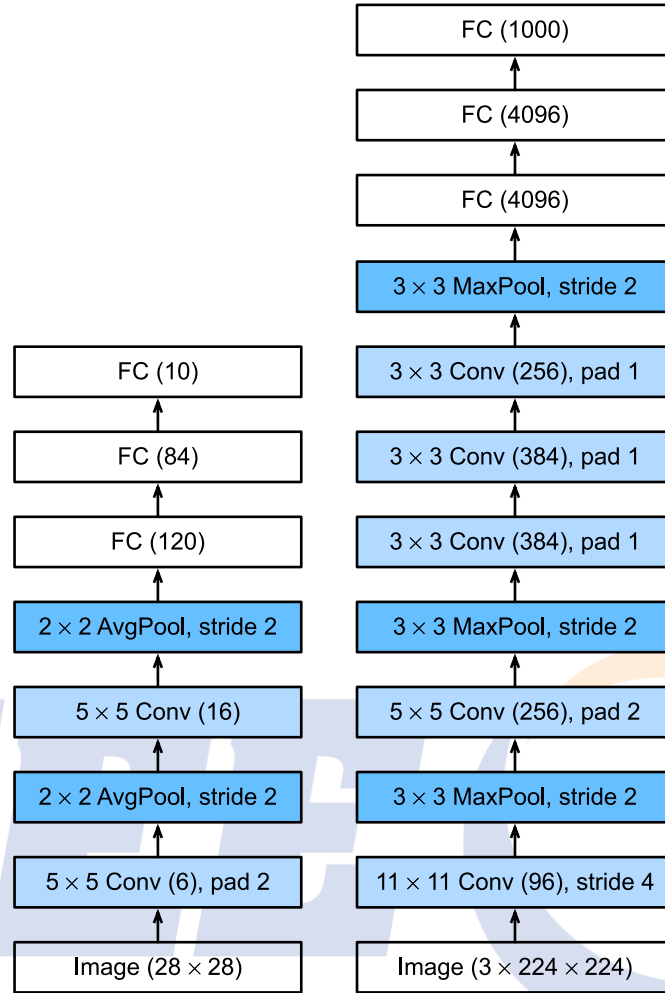 FC (1000)
FC (4096)
FC (4096)
3 × 3 MaxPool, stride 2
3 × 3 Conv (256), pad 1
3 × 3 Conv (384), pad 1
3 × 3 Conv (384), pad 1
3 × 3 MaxPool, stride 2
5 × 5 Conv (256), pad 2
3 × 3 MaxPool, stride 2
11 × 11 Conv (96), stride 4
Image (3 × 224 × 224)
FC (10)
FC (84)
FC (120)
2 × 2 AvgPool, stride 2
5 × 5 Conv (16)
2 × 2 AvgPool, stride 2
5 × 5 Conv (6), pad 2
Image (28 × 28)